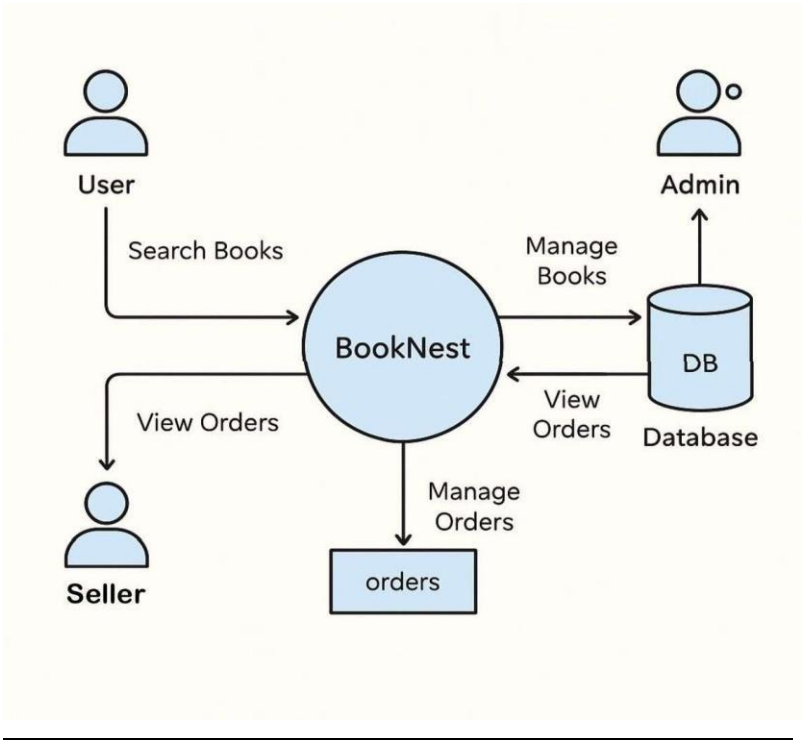 User
Admin
Search Books
Manage
Books
BookNest
DB
View Orders
View
Orders
Database
Manage
Orders
orders
Seller